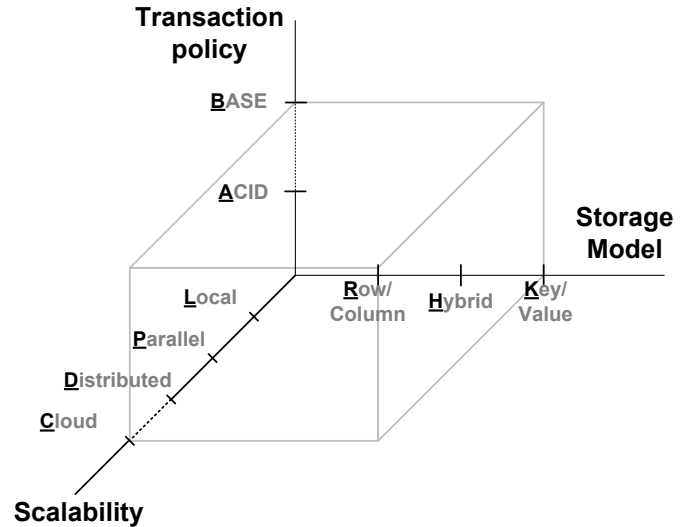 Transaction
policy
BASE
ACID
Storage
Model
Local
Row/
Column
Hybrid
Key/
Value
Parallel
Distributed
Cloud
Scalability